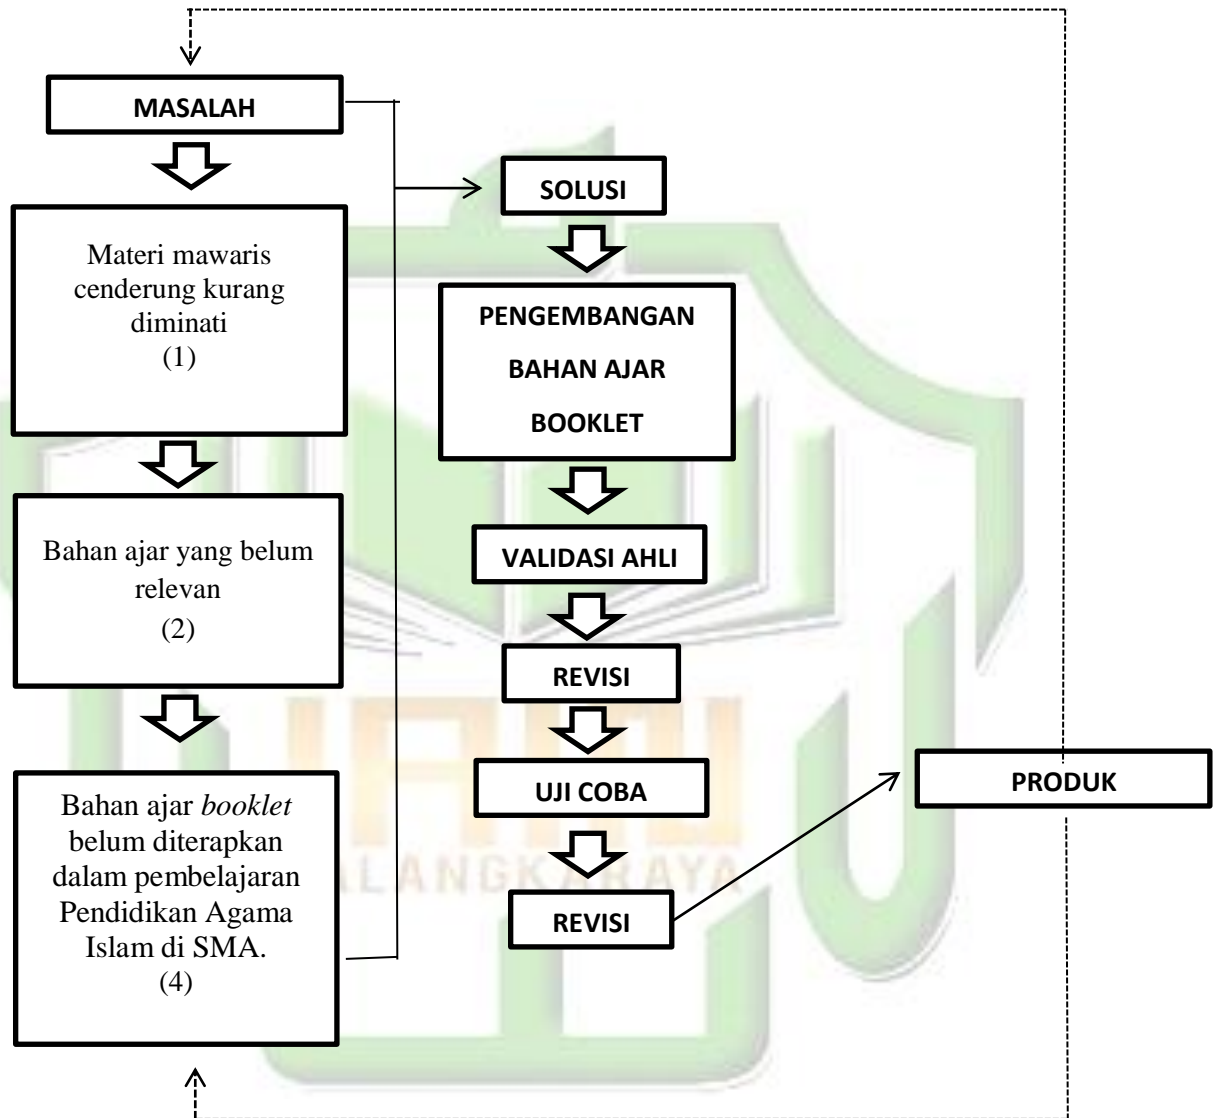 MASALAH
Materi mawaris
cenderung kurang
diminati
(1)
Bahan ajar yang belum
relevan
(2)
Bahan ajar booklet
belum diterapkan
dalam pembelajaran
Pendidikan Agama
Islam di SMA.
(4)
SOLUSI
PENGEMBANGAN
BAHAN AJAR
BOOKLET
VALIDASI AHLI
REVISI
UJI COBA
REVISI
PRODUK
IAIN
PALANGKARAYA